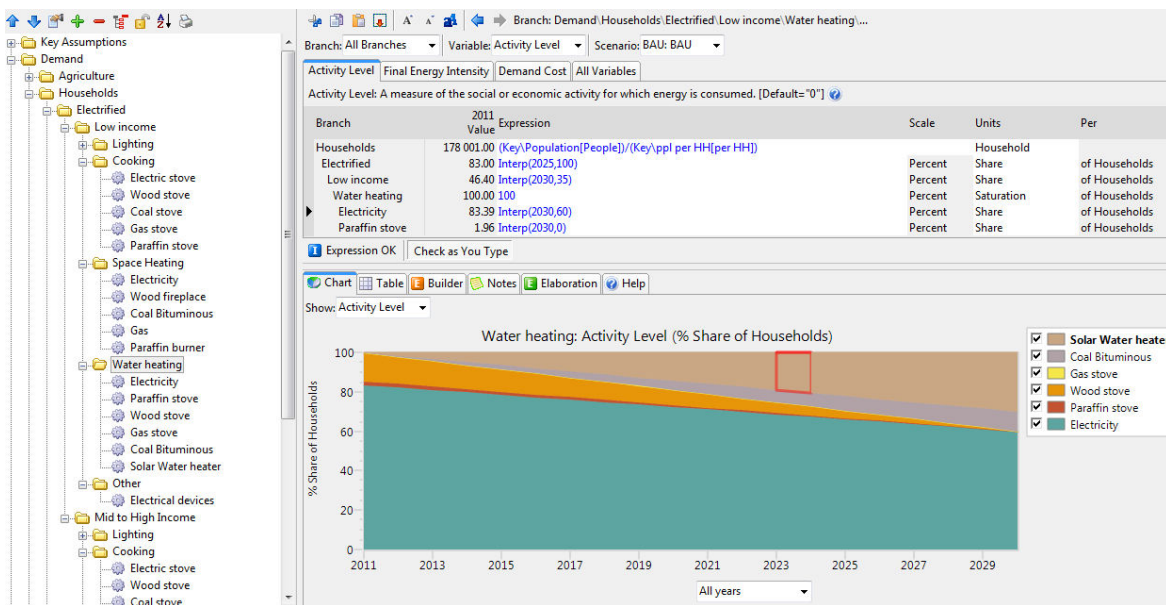 Key Assumptions
Demand
Agriculture
Households
Electrified
Low income
Lighting
Cooking
Electric stove
Wood stove
Coal stove
Gas stove
Paraffin stove
Space Heating
Electricity
Wood fireplace
Coal Bituminous
Gas
Paraffin burner
Water heating
Electricity
Paraffin stove
Wood stove
Gas stove
Coal Bituminous
Solar Water heater
Other
Electrical devices
Mid to High Income
Lighting
Cooking
Electric stove
Wood stove
Coal stove
Branch: Demand\Households\Electrified\Low income\Water heating\...
Branch: All Branches Variable: Activity Level Scenario: BAU: BAU
Activity Level Final Energy Intensity Demand Cost All Variables
Activity Level: A measure of the social or economic activity for which energy is consumed. [Default="0"]
Branch 2011 Value Expression Scale Units Per
Households 178 001.00 (Key\Population[People])/(Key\ppl per HH[per HH]) Household
Electrified 83.00 Interp(2025,100) Percent Share of Households
Low income 46.40 Interp(2030,35) Percent Share of Households
Water heating 100.00 100 Percent Saturation of Households
Electricity 83.39 Interp(2030,60) Percent Share of Households
Paraffin stove 1.96 Interp(2030,0) Percent Share of Households
Expression OK Check as You Type
Chart Table Builder Notes Elaboration Help
Show: Activity Level
Water heating: Activity Level (% Share of Households)
% Share of Households
100
80
60
40
20
0
2011 2013 2015 2017 2019 2021 2023 2025 2027 2029
All years
Solar Water heate
Coal Bituminous
Gas stove
Wood stove
Paraffin stove
Electricity